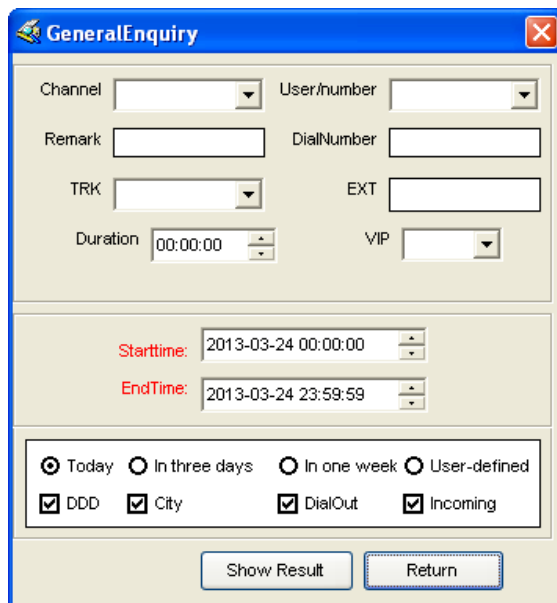 GeneralEnquiry
Channel User/number
Remark DialNumber
TRK EXT
Duration 00:00:00 VIP
Starttime: 2013-03-24 00:00:00
EndTime: 2013-03-24 23:59:59
Today In three days In one week User-defined
DDD City DialOut Incoming
Show Result Return